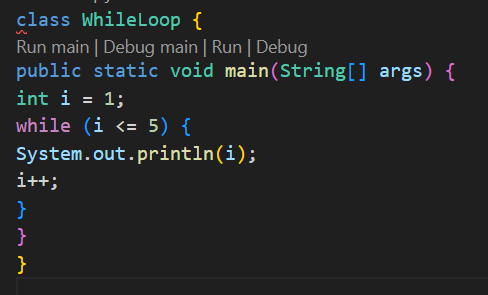 class WhileLoop {
Run main | Debug main | Run | Debug
public static void main(String[] args) {
int i = 1;
while (i <= 5) {
System.out.println(i);
i++;
}
}
}